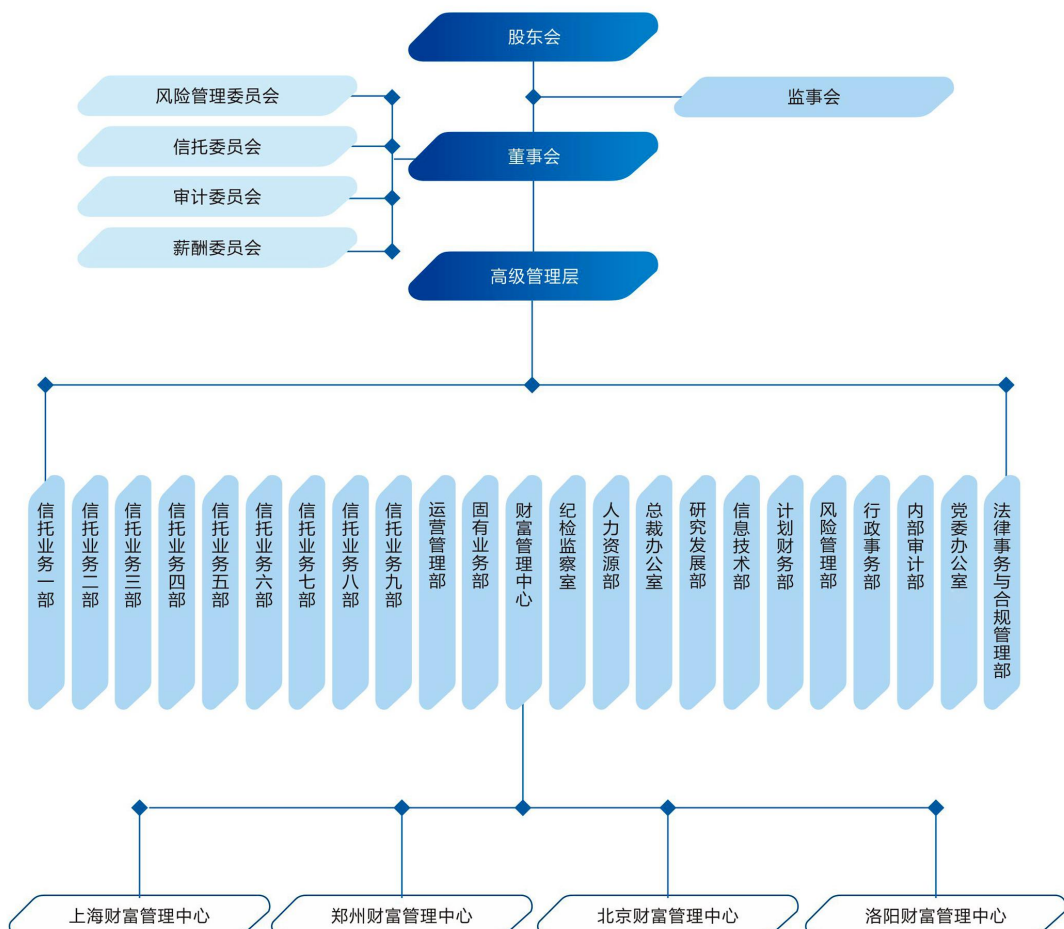 股东会
风险管理委员会
监事会
信托委员会
董事会
审计委员会
薪酬委员会
高级管理层
信托业务一部
信托业务二部
信托业务三部
信托业务四部
信托业务五部
信托业务六部
信托业务七部
信托业务八部
信托业务九部
运营管理部
固有业务部
财富管理中心
纪检监察室
人力资源部
总裁办公室
研究发展部
信息技术部
计划财务部
风险管理部
行政事务部
内部审计部
党委办公室
法律事务与合规管理部
上海财富管理中心
郑州财富管理中心
北京财富管理中心
洛阳财富管理中心